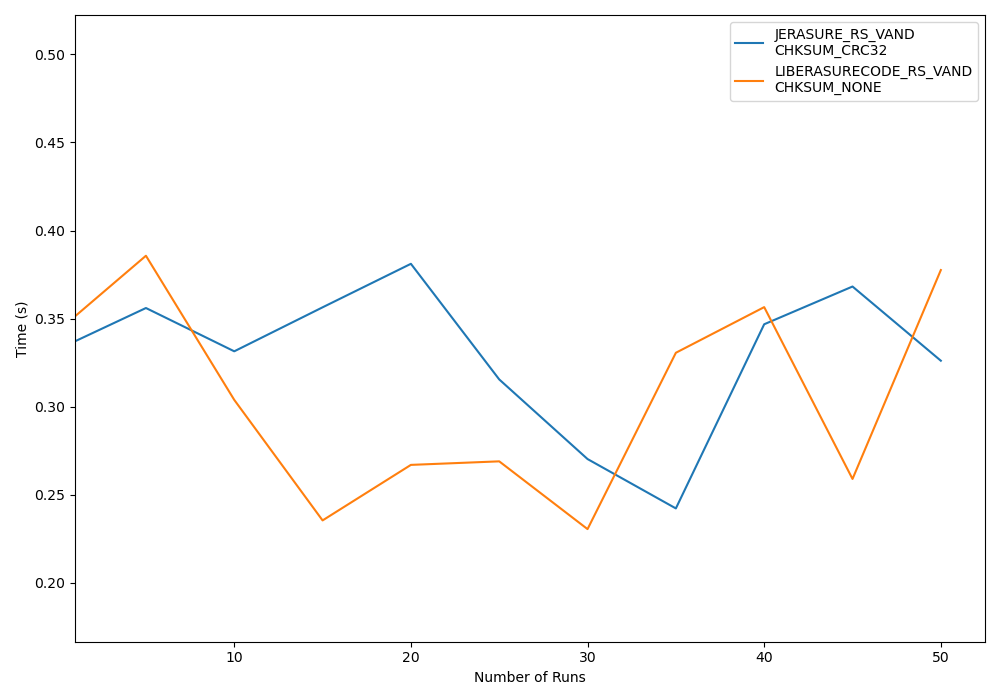 JERASURE_RS_VAND
CHKSUM_CRC32
LIBERASURECODE_RS_VAND
CHKSUM_NONE
0.50
0.45
0.40
0.35
0.30
0.25
0.20
Time (s)
10
20
30
40
50
Number of Runs